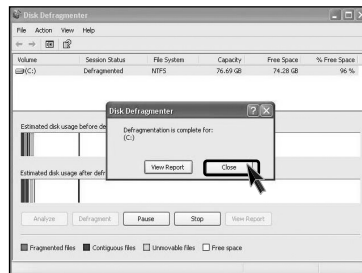 Disk Defragmenter
File Action View Help
Volume Session Status File System Capacity Free Space % Free Space
(C:) Defragmented NTFS 76.69 GB 74.28 GB 96 %
Disk Defragmenter
Defragmentation is complete for:
(C:)
View Report Close
Estimated disk usage before de
Estimated disk usage after defr
Analyze Defragment Pause Stop View Report
Fragmented files Contiguous files Unmovable files Free space